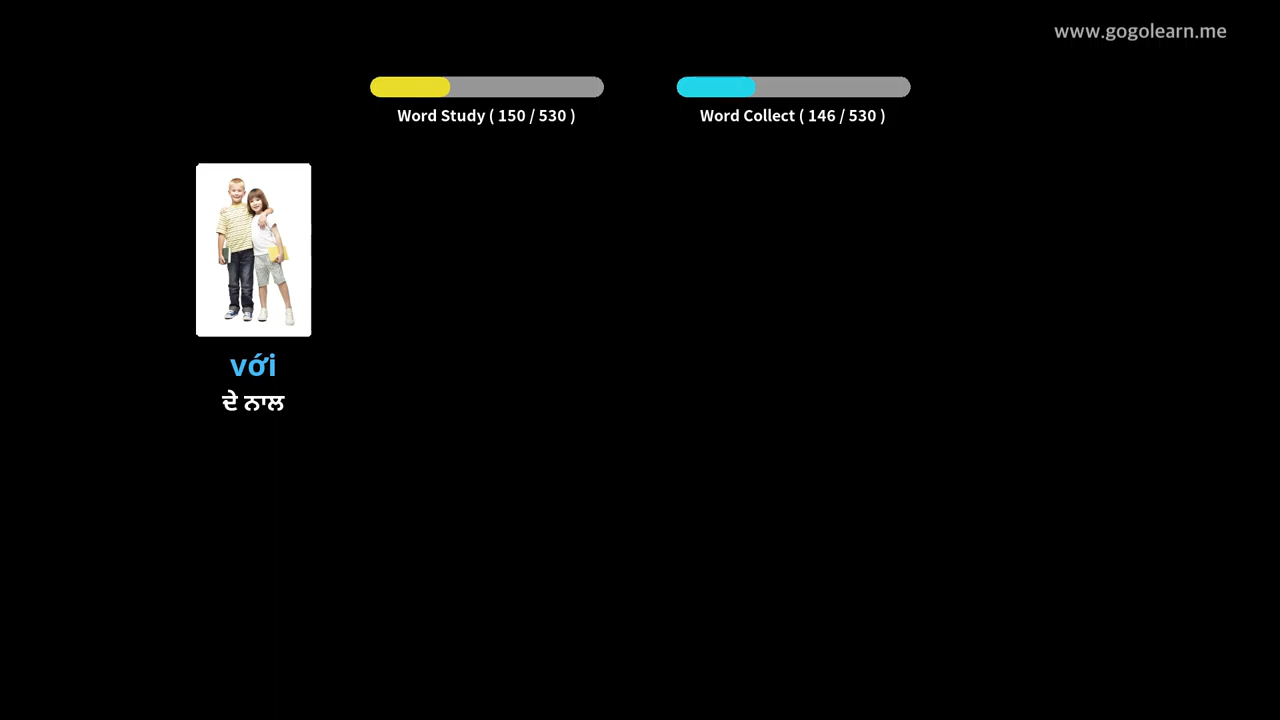 www.gogolearn.me
Word Study ( 150 / 530 )
Word Collect ( 146 / 530 )
với
ਦੇ ਨਾਲ